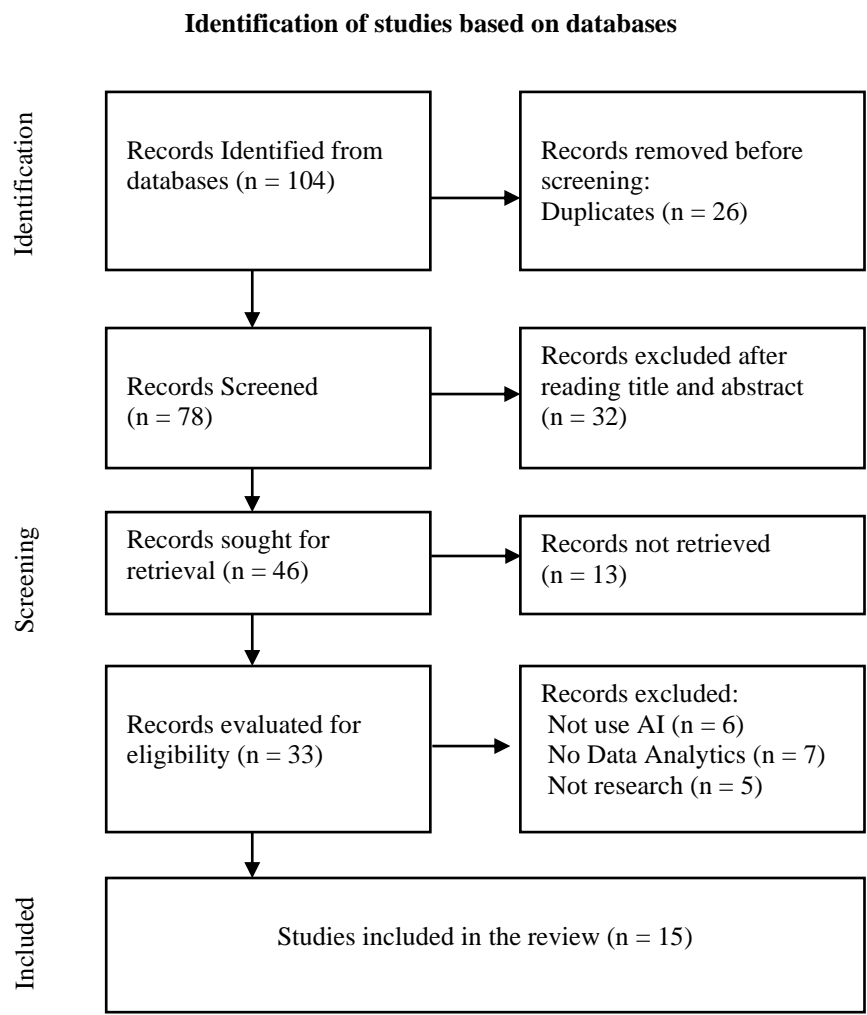 Identification of studies based on databases
Identification
Records Identified from
databases (n = 104)
Records removed before
screening:
Duplicates (n = 26)
Screening
Records Screened
(n = 78)
Records excluded after
reading title and abstract
(n = 32)
Records sought for
retrieval (n = 46)
Records not retrieved
(n = 13)
Records evaluated for
eligibility (n = 33)
Records excluded:
Not use AI (n = 6)
No Data Analytics (n = 7)
Not research (n = 5)
Included
Studies included in the review (n = 15)